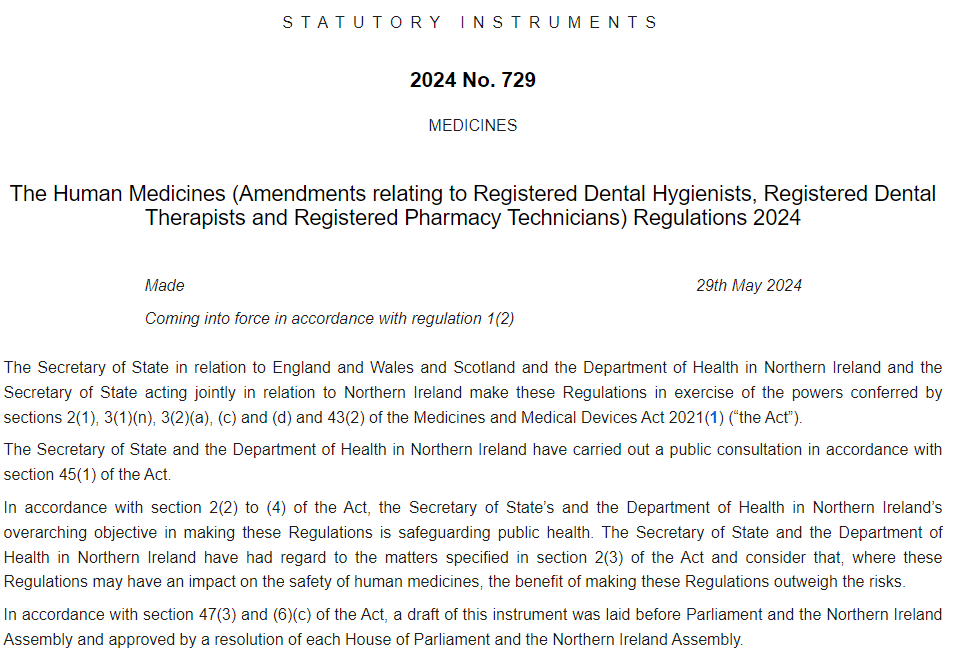 STATUTORY INSTRUMENTS
2024 No. 729
MEDICINES
The Human Medicines (Amendments relating to Registered Dental Hygienists, Registered Dental
Therapists and Registered Pharmacy Technicians) Regulations 2024
Made 29th May 2024
Coming into force in accordance with regulation 1(2)
The Secretary of State in relation to England and Wales and Scotland and the Department of Health in Northern Ireland and the
Secretary of State acting jointly in relation to Northern Ireland make these Regulations in exercise of the powers conferred by
sections 2(1), 3(1)(n), 3(2)(a), (c) and (d) and 43(2) of the Medicines and Medical Devices Act 2021(1) (“the Act”).
The Secretary of State and the Department of Health in Northern Ireland have carried out a public consultation in accordance with
section 45(1) of the Act.
In accordance with section 2(2) to (4) of the Act, the Secretary of State’s and the Department of Health in Northern Ireland’s
overarching objective in making these Regulations is safeguarding public health. The Secretary of State and the Department of
Health in Northern Ireland have had regard to the matters specified in section 2(3) of the Act and consider that, where these
Regulations may have an impact on the safety of human medicines, the benefit of making these Regulations outweigh the risks.
In accordance with section 47(3) and (6)(c) of the Act, a draft of this instrument was laid before Parliament and the Northern Ireland
Assembly and approved by a resolution of each House of Parliament and the Northern Ireland Assembly.